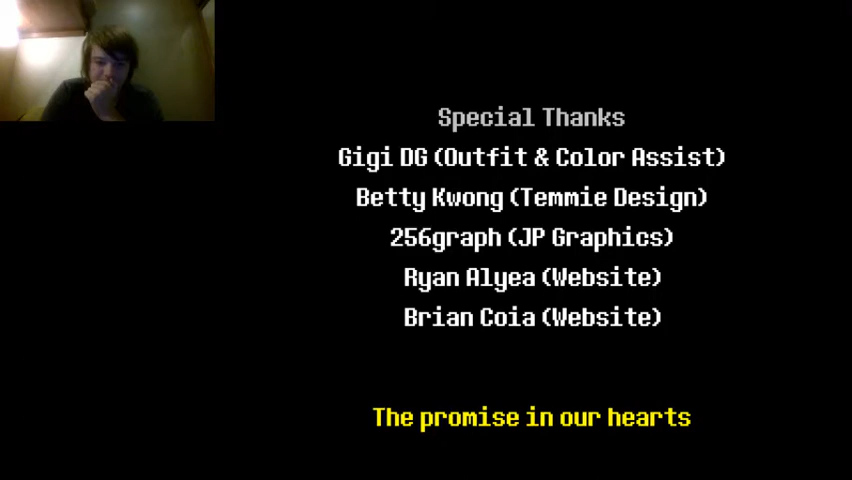 Special Thanks
Gigi DG (Outfit & Color Assist)
Betty Kwong (Temmie Design)
256graph (JP Graphics)
Ryan Alyea (Website)
Brian Coia (Website)
The promise in our hearts